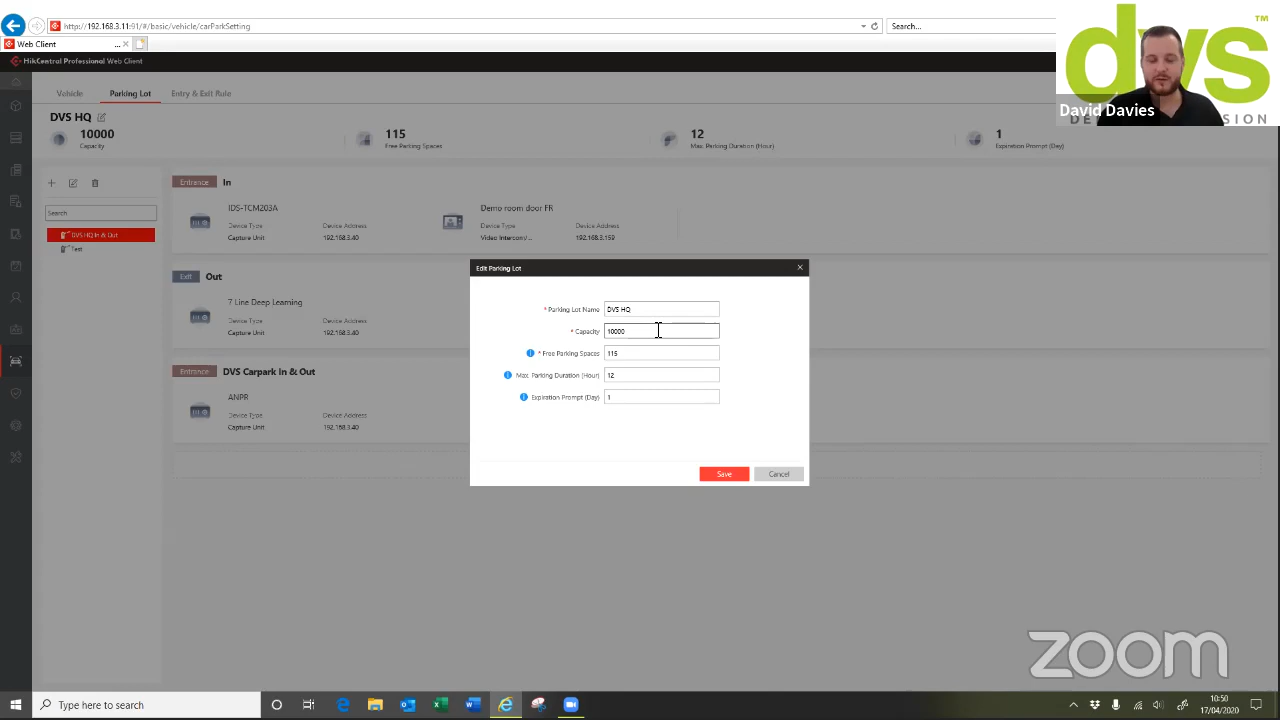 http://192.168.3.11:91/#/basic/vehicle/carParkSetting
Search...
Web Client
...
HikCentral Professional Web Client
Vehicle
Parking Lot
Entry & Exit Rule
DVS HQ
10000
Capacity
115
Free Parking Spaces
12
Max. Parking Duration (Hour)
1
Expiration Prompt (Day)
Search
DVS HQ In & Out
Test
Entrance
In
IDS-TCM203A
Device Type
Device Address
Capture Unit
192.168.3.40
Demo room door FR
Device Type
Device Address
Video Intercom/...
192.168.3.159
Exit
Out
7 Line Deep Learning
Device Type
Device Address
Capture Unit
192.168.3.40
Entrance
DVS Carpark In & Out
ANPR
Device Type
Device Address
Capture Unit
192.168.3.40
Edit Parking Lot
* Parking Lot Name
DVS HQ
* Capacity
10000
* Free Parking Spaces
115
Max. Parking Duration (Hour)
12
Expiration Prompt (Day)
1
Save
Cancel
dvs
TM
David Davies
zoom
Type here to search
10:50
17/04/2020